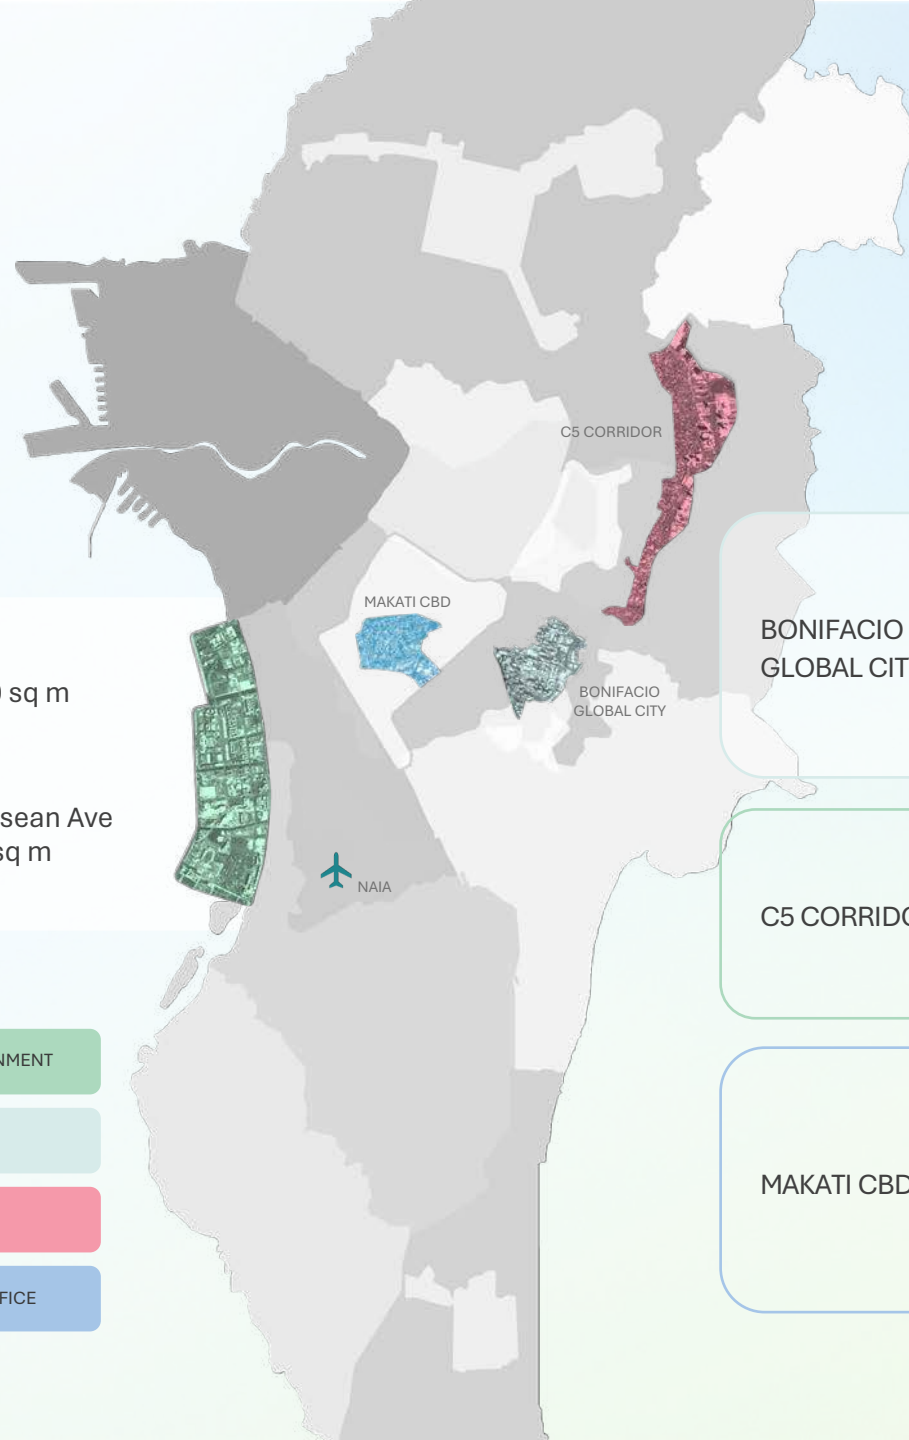 C5 CORRIDOR
MAKATI CBD
BONIFACIO
GLOBAL CITY
NAIA
sq m
sean Ave
sq m
NMENT
FICE
BONIFACIO
GLOBAL CIT
C5 CORRIDO
MAKATI CBD